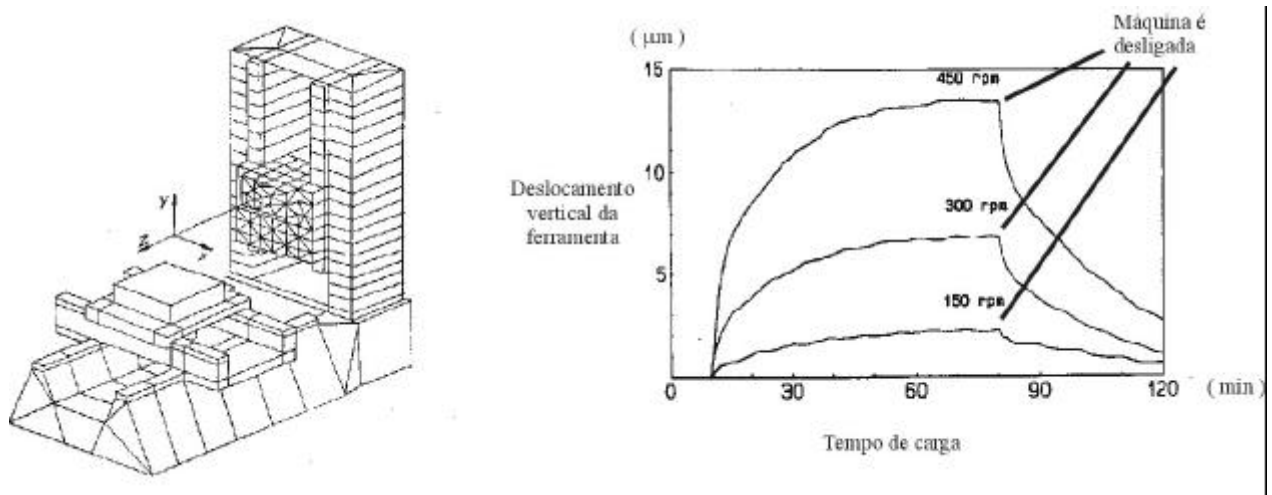 Máquina é
desligada
( μm )
15
450 rpm
10
Deslocamento
vertical da
ferramenta
300 rpm
5
150 rpm
y
Z
x
0
30
60
90
120
( min )
Tempo de carga